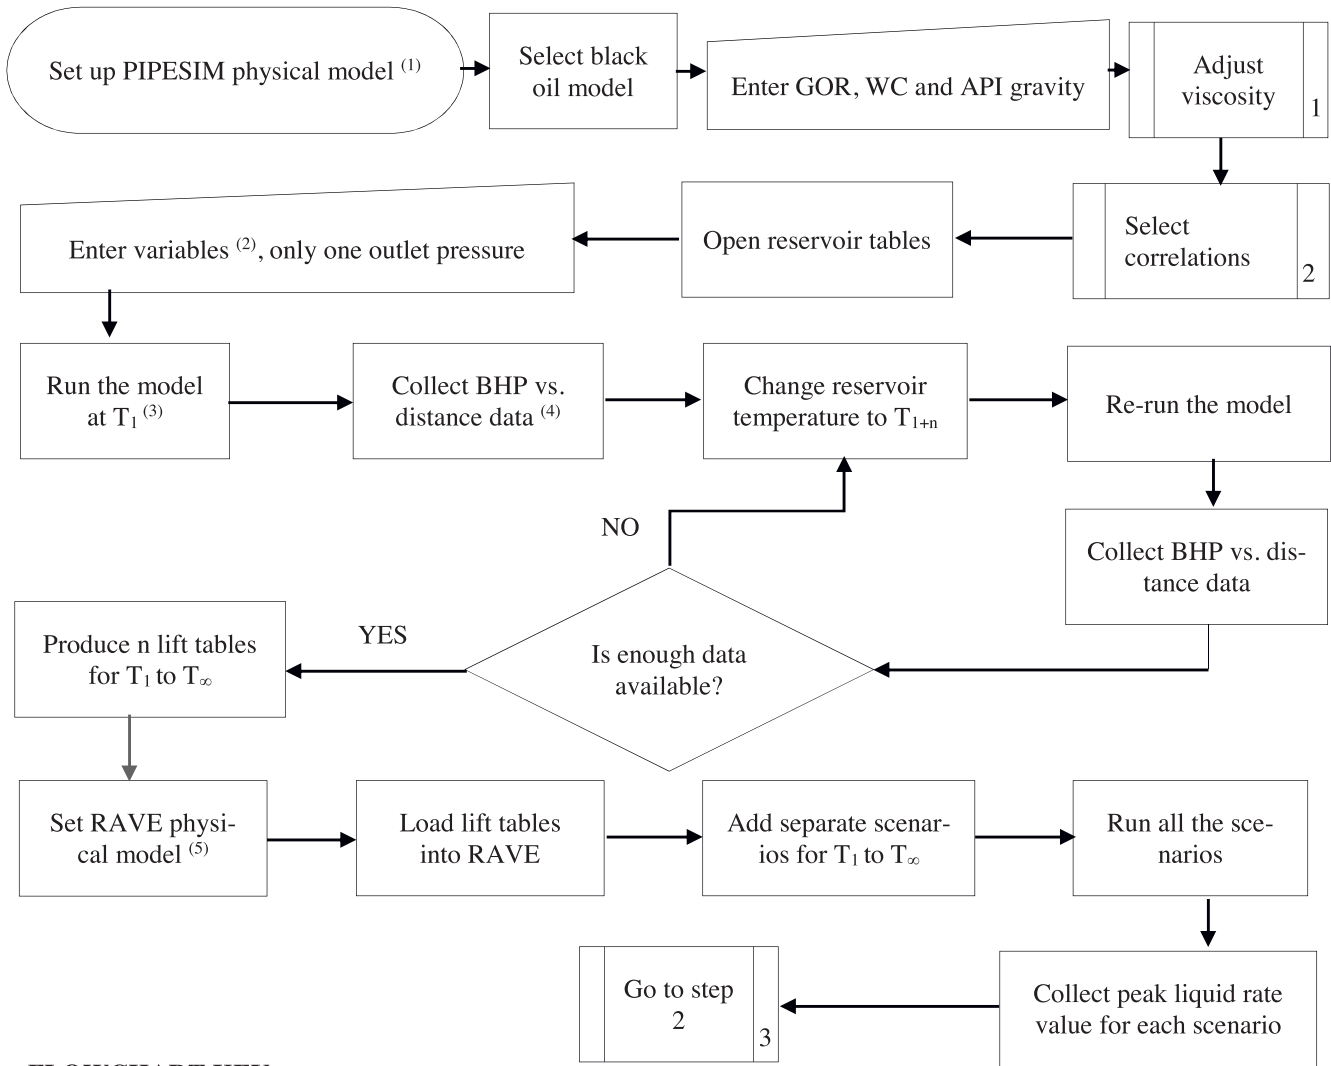 Set up PIPESIM physical model (1)
Select black
oil model
Enter GOR, WC and API gravity
Adjust
viscosity
1
Select
correlations
2
Open reservoir tables
Enter variables (2), only one outlet pressure
Run the model
at T1 (3)
Collect BHP vs.
distance data (4)
Change reservoir
temperature to T1+n
Re-run the model
Collect BHP vs. dis-
tance data
Is enough data
available?
NO
YES
Produce n lift tables
for T1 to T∞
Set RAVE physi-
cal model (5)
Load lift tables
into RAVE
Add separate scenar-
ios for T1 to T∞
Run all the sce-
narios
Collect peak liquid rate
value for each scenario
Go to step
2
3